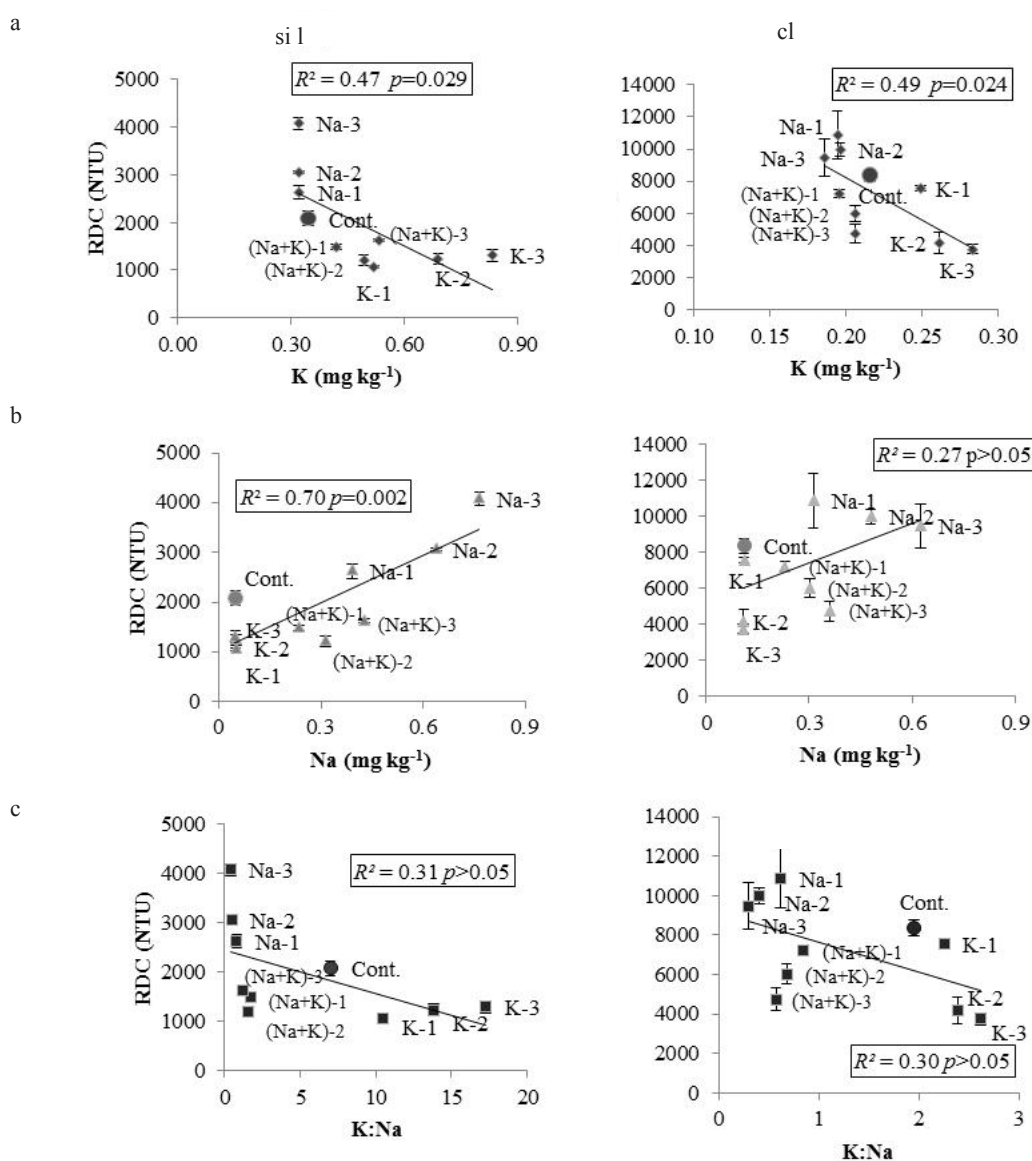 a
si l
cl
R² = 0.47 p=0.029
5000
4000
3000
2000
1000
0
RDC (NTU)
Na-3
Na-2
Na-1
Cont.
(Na+K)-3
(Na+K)-1
(Na+K)-2
K-1
K-2
K-3
0.00
0.30
0.60
0.90
K (mg kg⁻¹)
R² = 0.49 p=0.024
14000
12000
10000
8000
6000
4000
2000
0
Na-1
Na-2
Na-3
K-1
Cont.
(Na+K)-1
(Na+K)-2
(Na+K)-3
K-2
K-3
0.10
0.15
0.20
0.25
0.30
K (mg kg⁻¹)
b
R² = 0.70 p=0.002
5000
4000
3000
2000
1000
0
RDC (NTU)
Na-3
Na-2
Na-1
Cont.
(Na+K)-1
(Na+K)-3
K-3
K-2
(Na+K)-2
K-1
0
0.3
0.6
0.9
Na (mg kg⁻¹)
R² = 0.27 p>0.05
14000
12000
10000
8000
6000
4000
2000
0
Na-1
Na-2
Na-3
Cont.
(Na+K)-1
K-1
(Na+K)-2
(Na+K)-3
K-2
K-3
0
0.3
0.6
0.9
Na (mg kg⁻¹)
c
R² = 0.31 p>0.05
5000
4000
3000
2000
1000
0
RDC (NTU)
Na-3
Na-2
Na-1
Cont.
(Na+K)-3
(Na+K)-1
(Na+K)-2
K-1
K-2
K-3
0
5
10
15
20
K:Na
14000
12000
10000
8000
6000
4000
2000
0
Na-1
Na-2
Na-3
Cont.
(Na+K)-1
K-1
(Na+K)-2
(Na+K)-3
K-2
K-3
R² = 0.30 p>0.05
0
1
2
3
K:Na